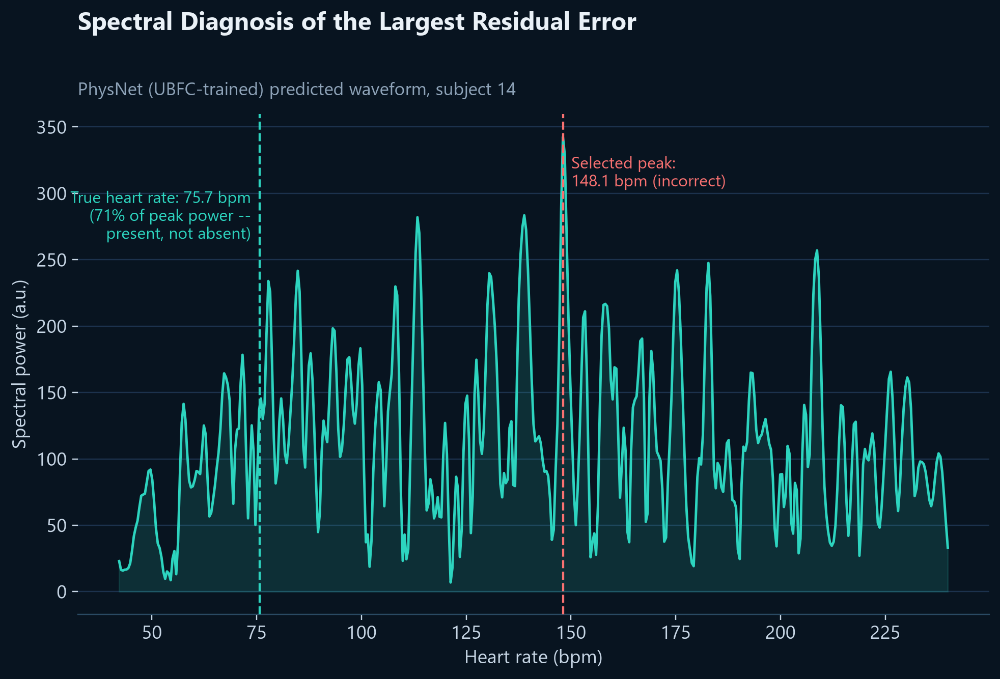 Spectral Diagnosis of the Largest Residual Error
PhysNet (UBFC-trained) predicted waveform, subject 14
350
300
250
200
150
100
50
0
Spectral power (a.u.)
True heart rate: 75.7 bpm
(71% of peak power --
present, not absent)
Selected peak:
148.1 bpm (incorrect)
50
75
100
125
150
175
200
225
Heart rate (bpm)